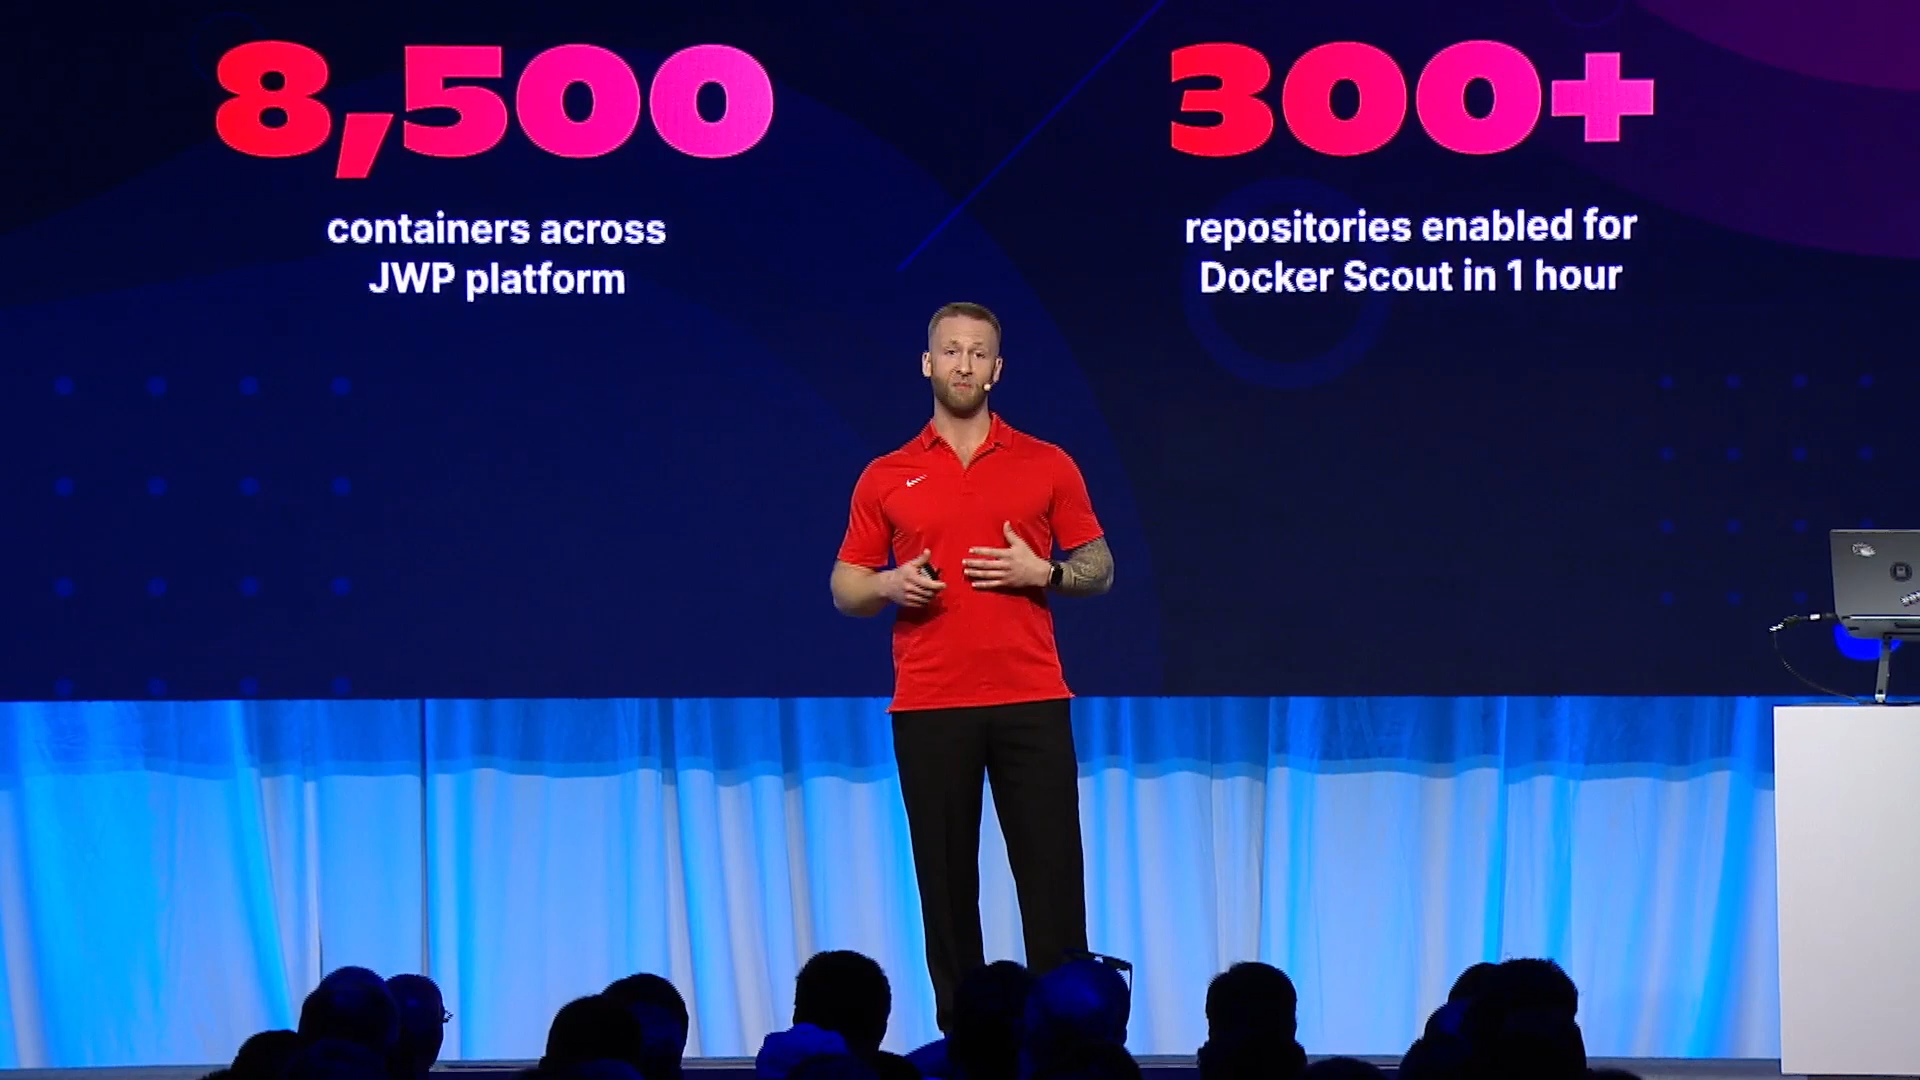 8,500
containers across
JWP platform
300+
repositories enabled for
Docker Scout in 1 hour